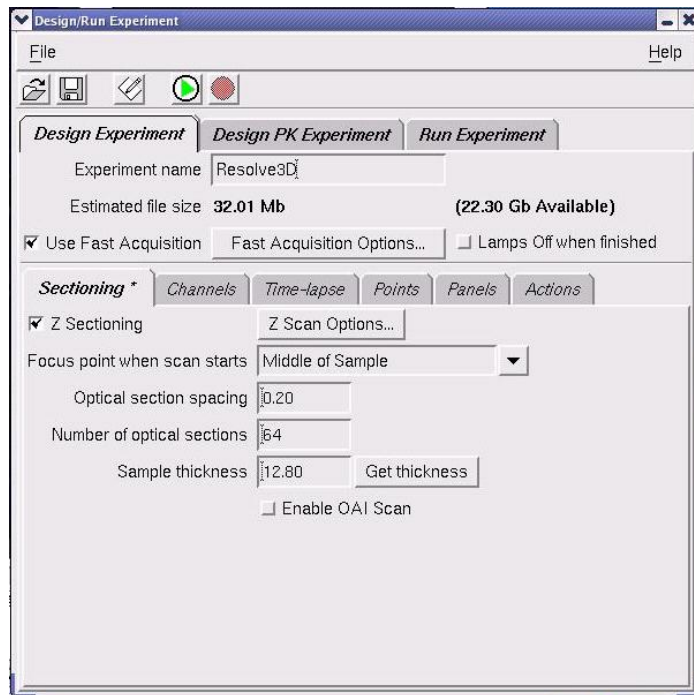 Design/Run Experiment
File Help
Design Experiment Design PK Experiment Run Experiment
Experiment name Resolve3D
Estimated file size 32.01 Mb (22.30 Gb Available)
Use Fast Acquisition Fast Acquisition Options... Lamps Off when finished
Sectioning * Channels Time-lapse Points Panels Actions
Z Sectioning Z Scan Options...
Focus point when scan starts Middle of Sample
Optical section spacing 0.20
Number of optical sections 64
Sample thickness 12.80 Get thickness
Enable OAI Scan